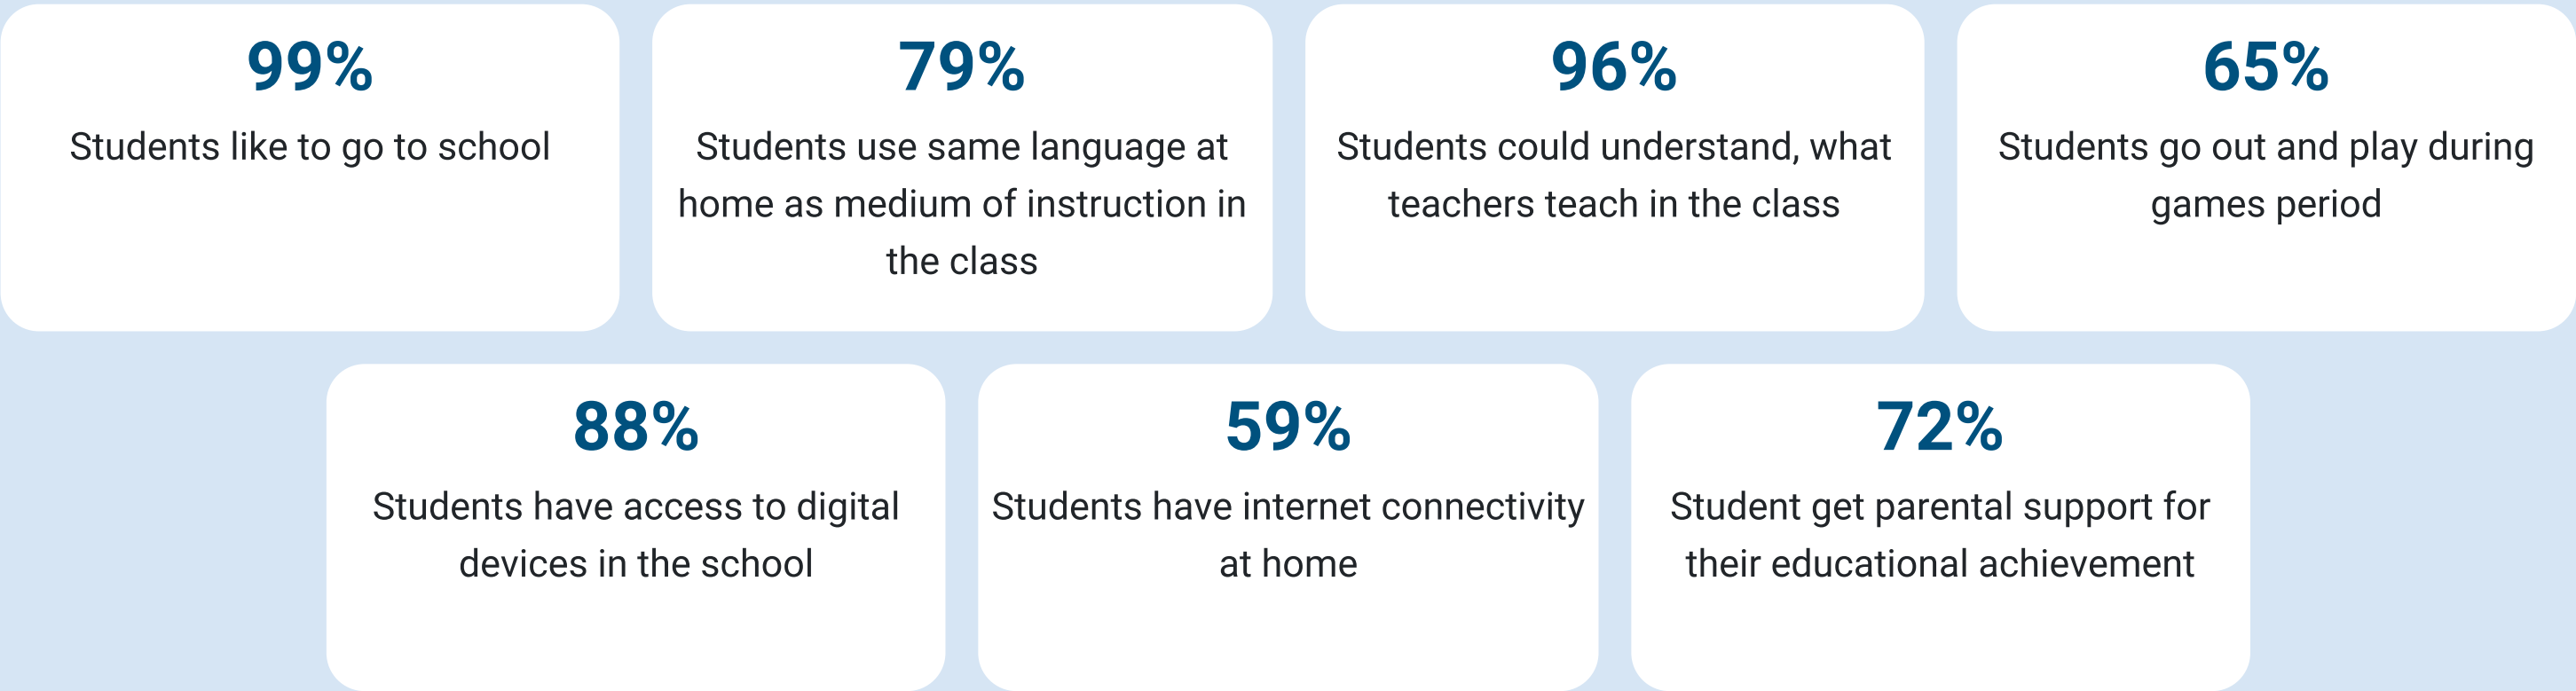 99%
Students like to go to school
79%
Students use same language at
home as medium of instruction in
the class
96%
Students could understand, what
teachers teach in the class
65%
Students go out and play during
games period
88%
Students have access to digital
devices in the school
59%
Students have internet connectivity
at home
72%
Student get parental support for
their educational achievement